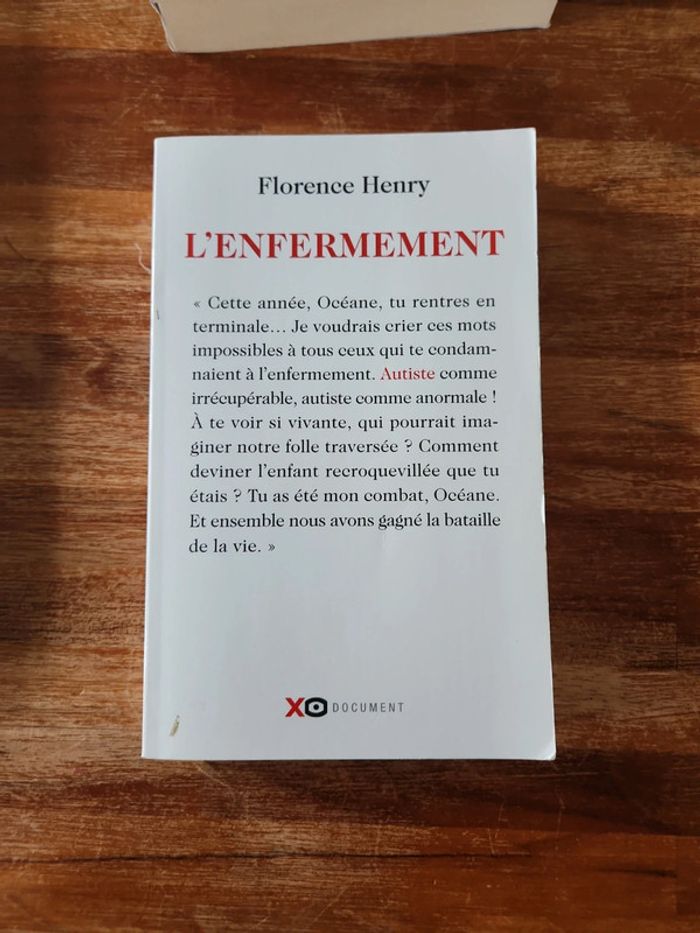 Florence Henry
L'ENFERMEMENT
« Cette année, Océane, tu rentres en
terminale... Je voudrais crier ces mots
impossibles à tous ceux qui te condam-
naient à l'enfermement. Autiste comme
irrécupérable, autiste comme anormale !
À te voir si vivante, qui pourrait ima-
giner notre folle traversée ? Comment
deviner l'enfant recroquevillée que tu
étais ? Tu as été mon combat, Océane.
Et ensemble nous avons gagné la bataille
de la vie. »
XO DOCUMENT